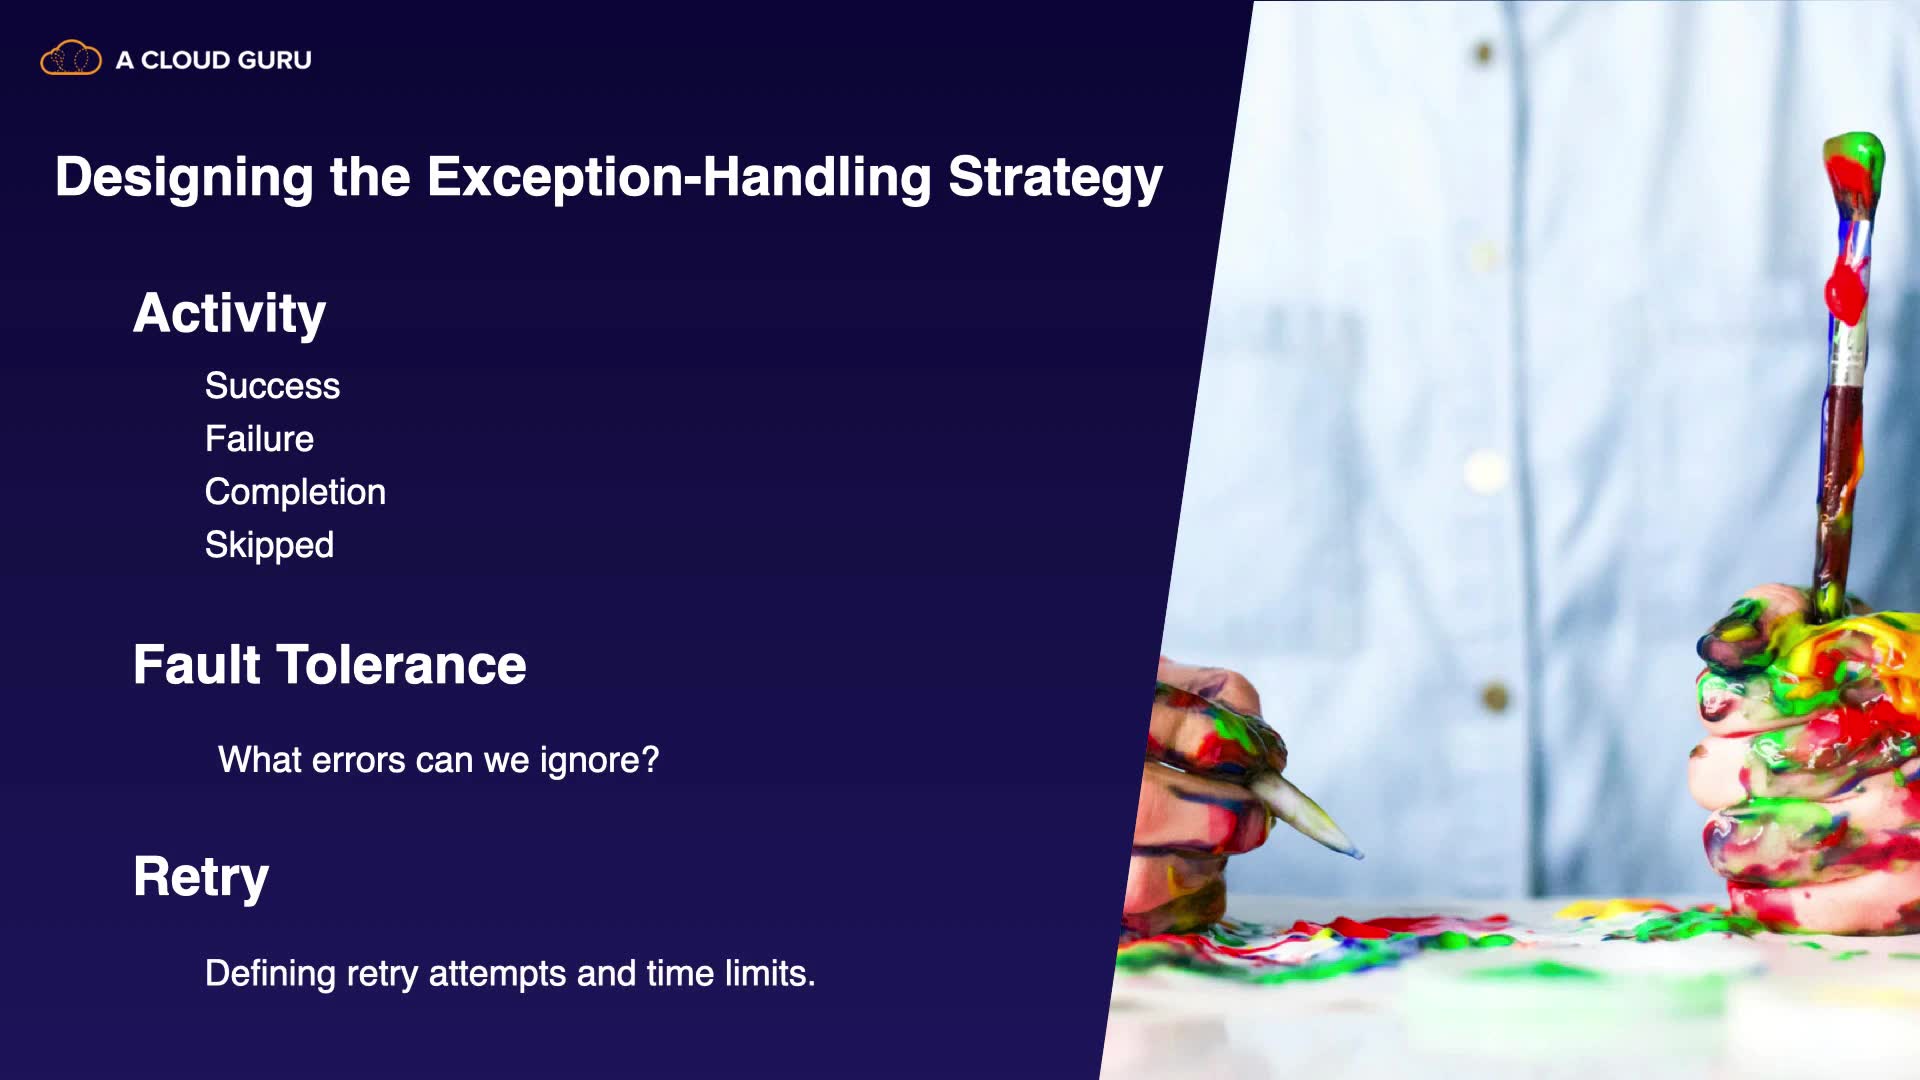 A CLOUD GURU
Designing the Exception-Handling Strategy
Activity
Success
Failure
Completion
Skipped
Fault Tolerance
What errors can we ignore?
Retry
Defining retry attempts and time limits.